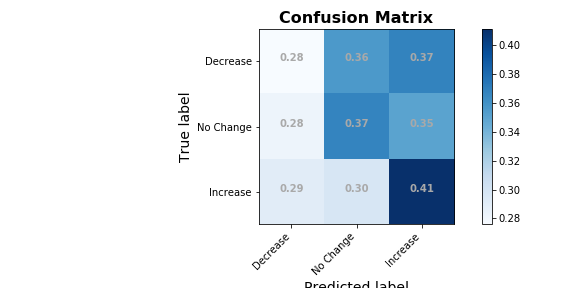 Confusion Matrix
True label
Decrease 0.28 0.36 0.37
No Change 0.28 0.37 0.35
Increase 0.29 0.30 0.41
Decrease No Change Increase
Predicted label
0.40
0.38
0.36
0.34
0.32
0.30
0.28